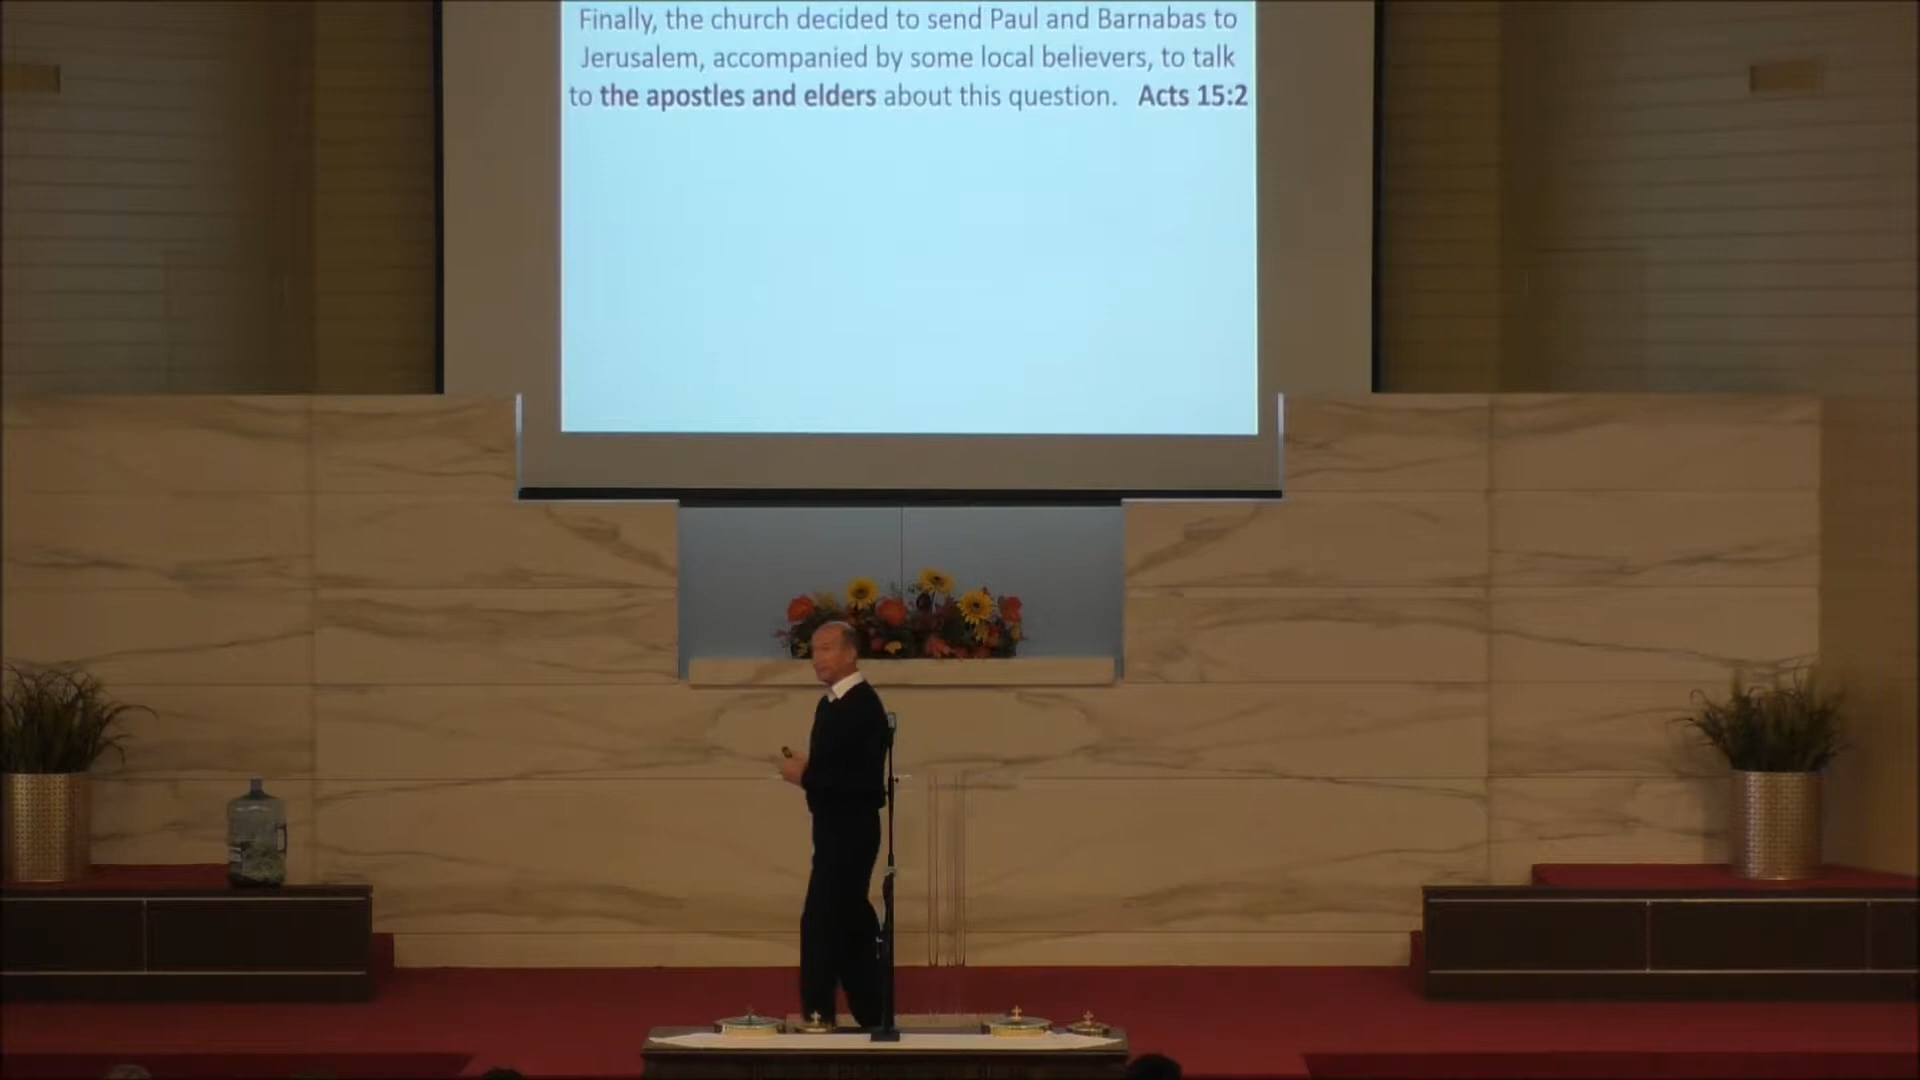 Finally, the church decided to send Paul and Barnabas to
Jerusalem, accompanied by some local believers, to talk
to the apostles and elders about this question. Acts 15:2